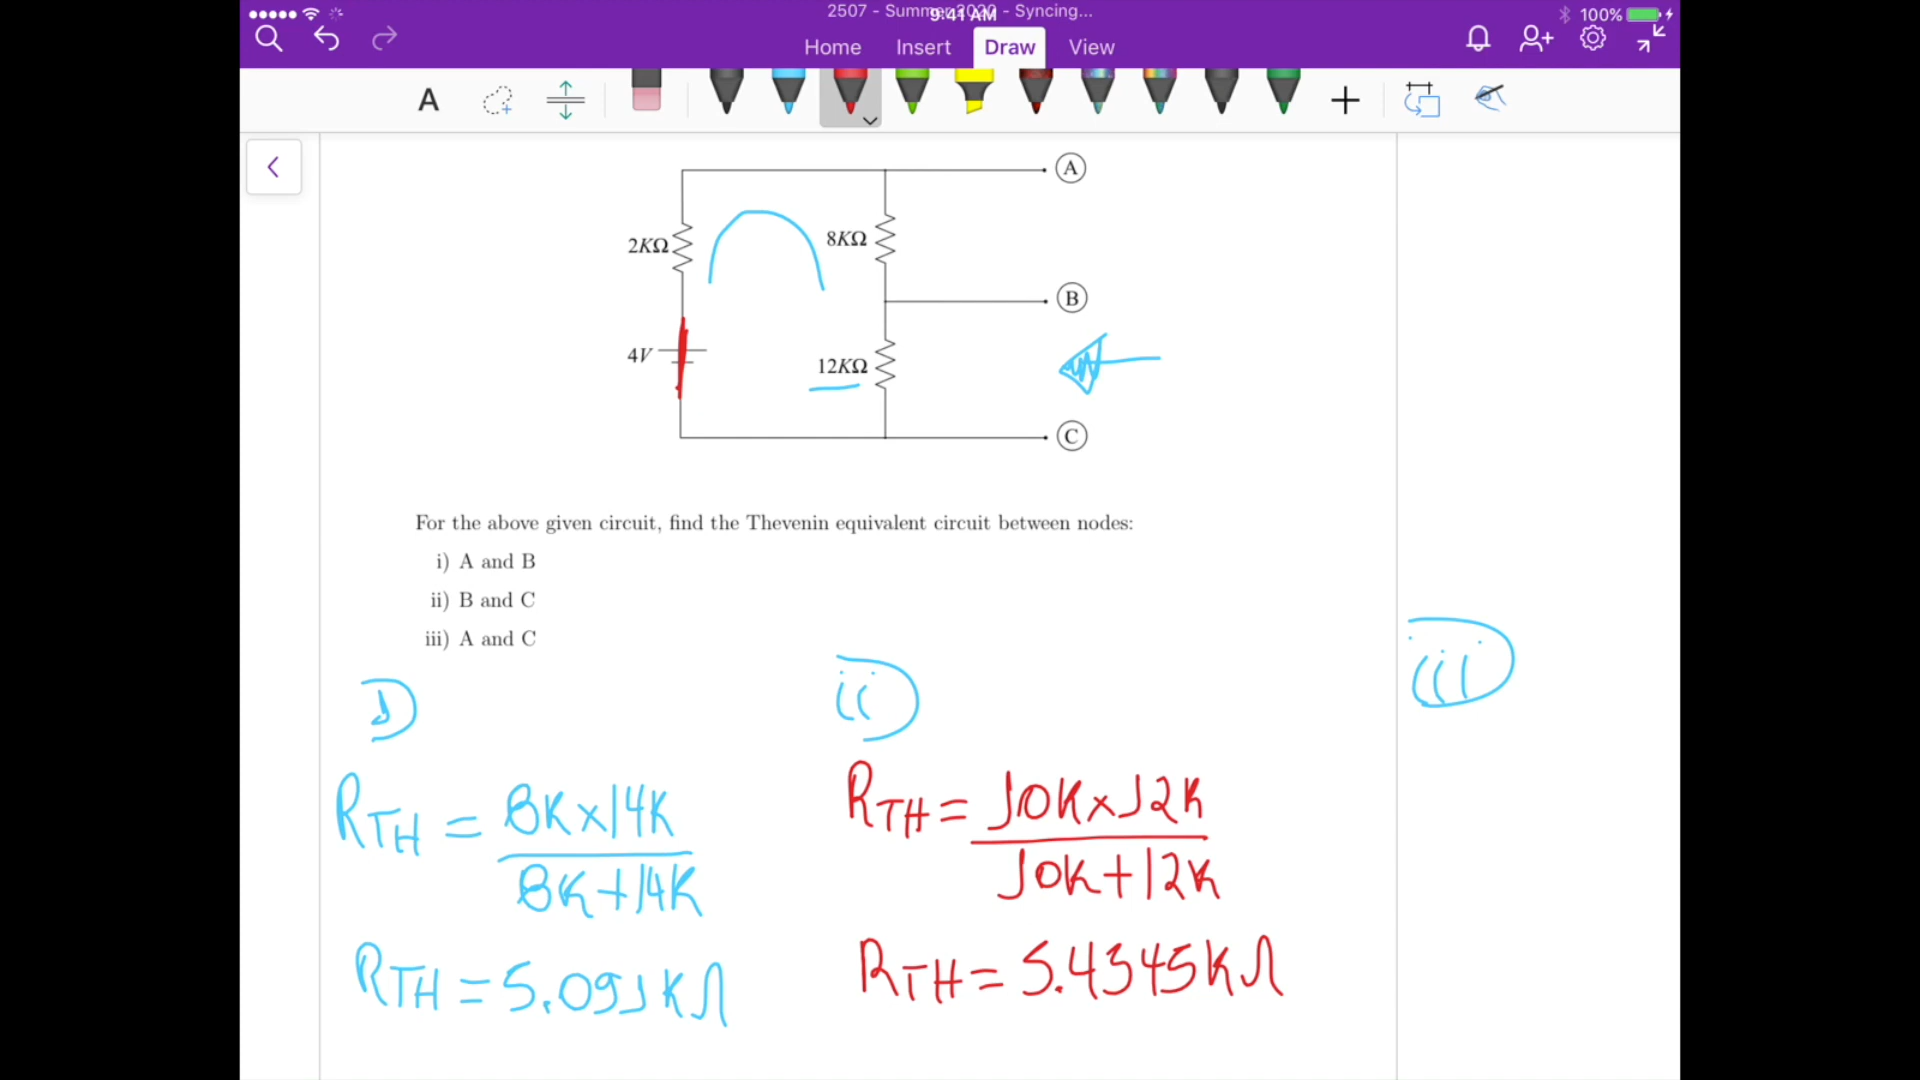 2507 - Summer 2020 - Syncing...
9:41 AM
100%
Home Insert Draw View
A
A
2KΩ
8KΩ
B
4V
12KΩ
C
For the above given circuit, find the Thevenin equivalent circuit between nodes:
i) A and B
ii) B and C
iii) A and C
i)
ii)
iii)
RTH = 8K×14K
8K+14K
RTH = 5.091KΩ
RTH = 10K×12K
10K+12K
RTH = 5.4545KΩ